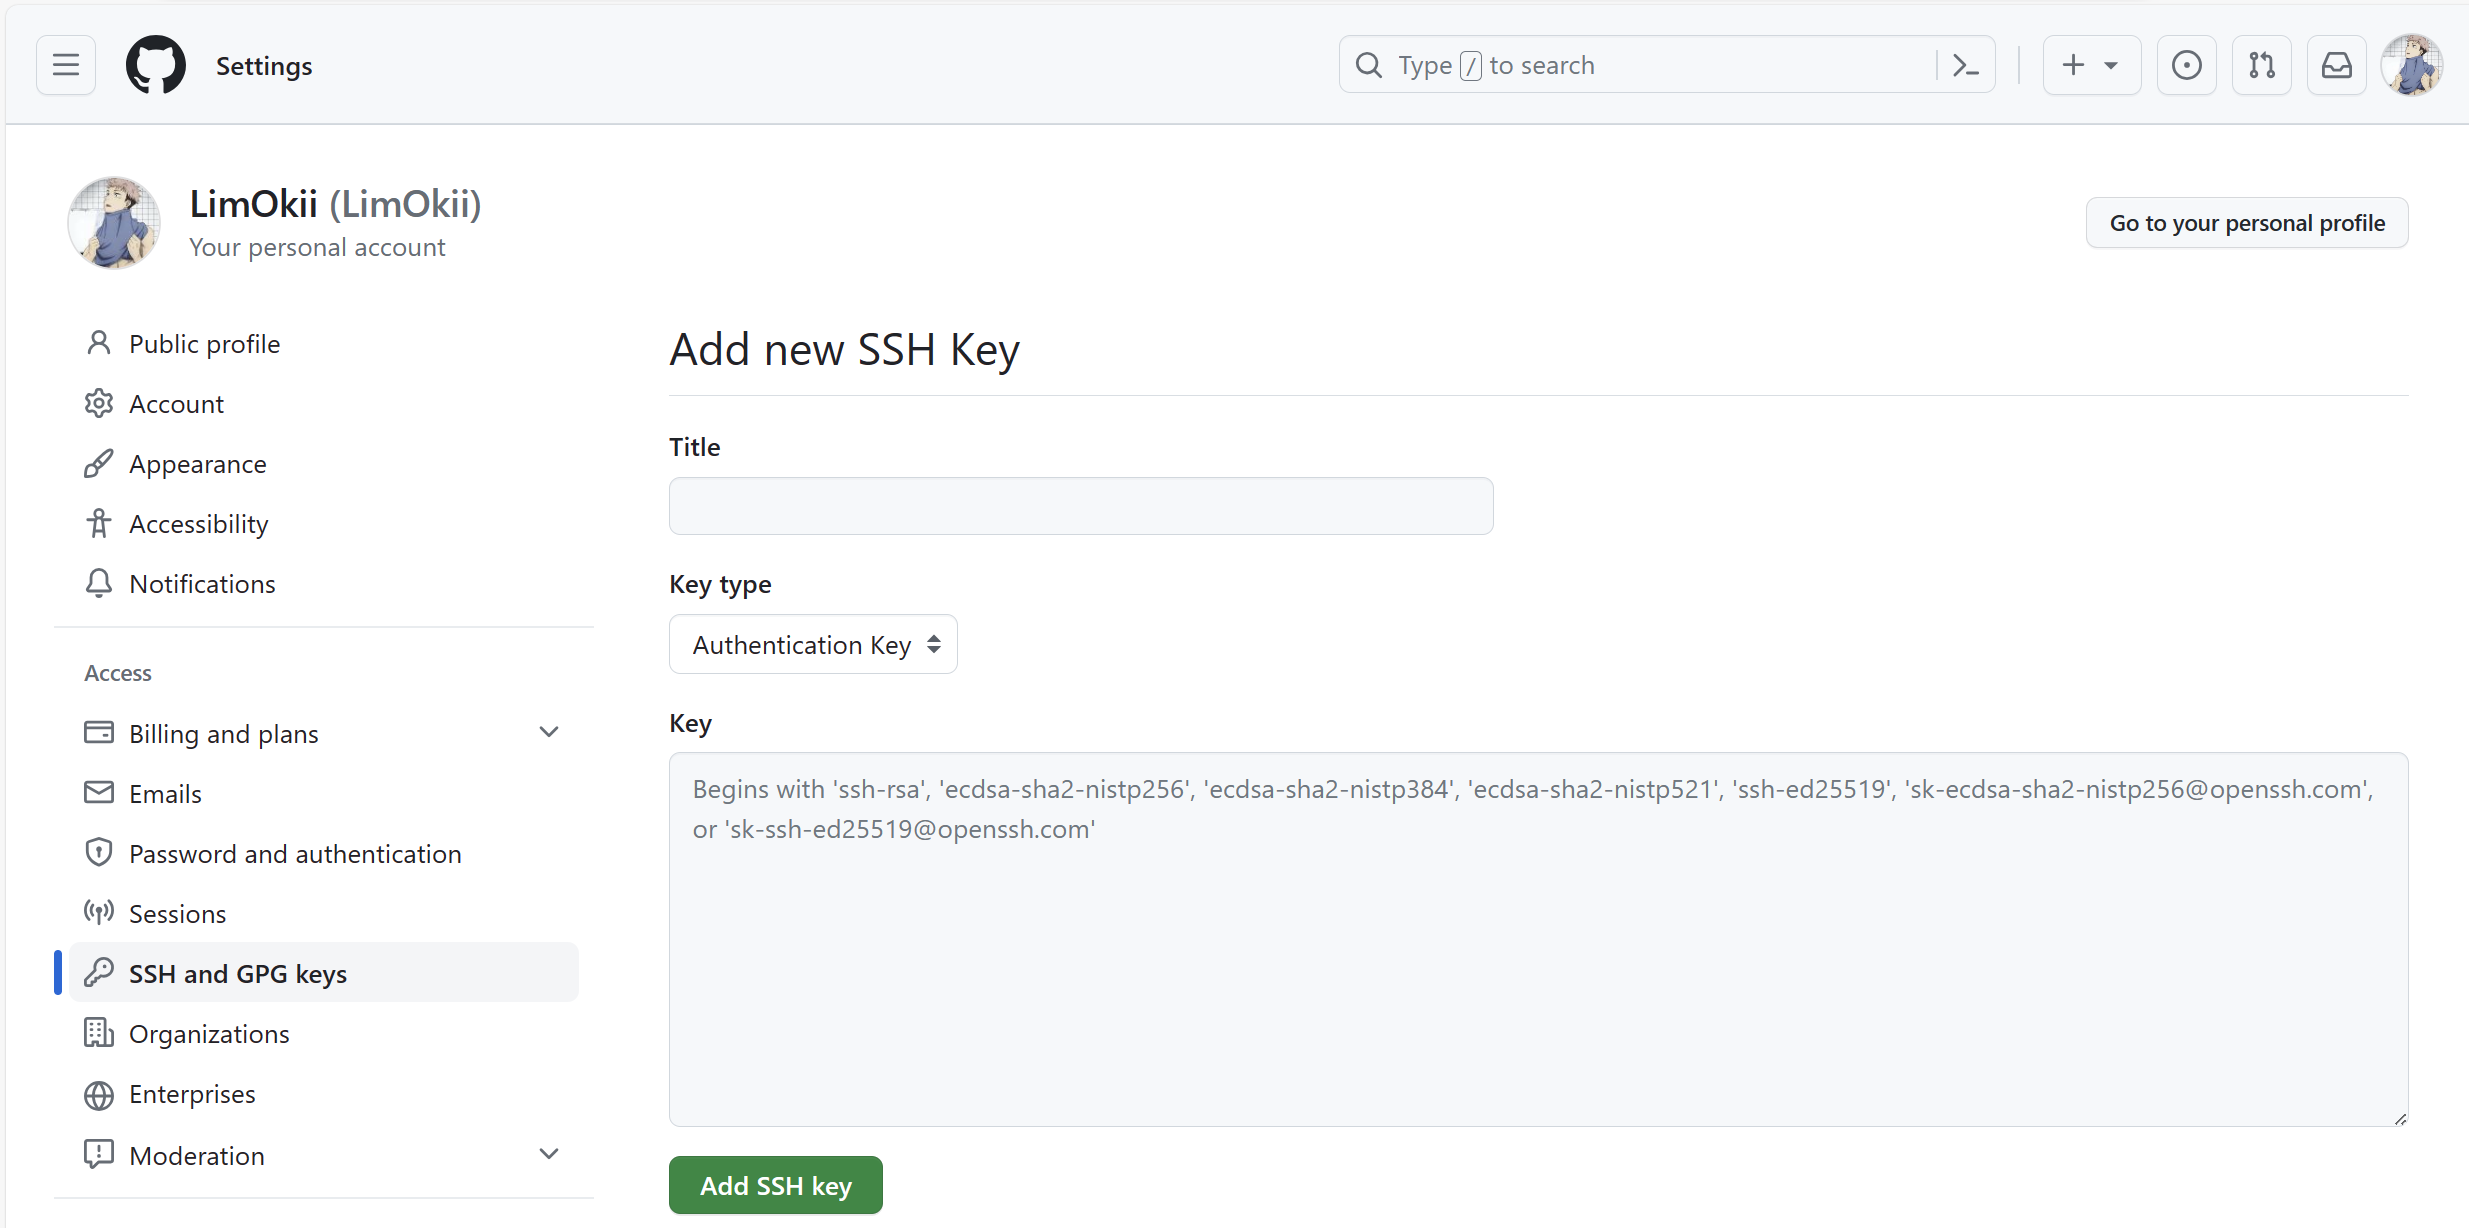 Settings
Type / to search
LimOkii (LimOkii)
Your personal account
Go to your personal profile
Public profile
Account
Appearance
Accessibility
Notifications
Access
Billing and plans
Emails
Password and authentication
Sessions
SSH and GPG keys
Organizations
Enterprises
Moderation
Add new SSH Key
Title
Key type
Authentication Key
Key
Begins with 'ssh-rsa', 'ecdsa-sha2-nistp256', 'ecdsa-sha2-nistp384', 'ecdsa-sha2-nistp521', 'ssh-ed25519', 'sk-ecdsa-sha2-nistp256@openssh.com',
or 'sk-ssh-ed25519@openssh.com'
Add SSH key